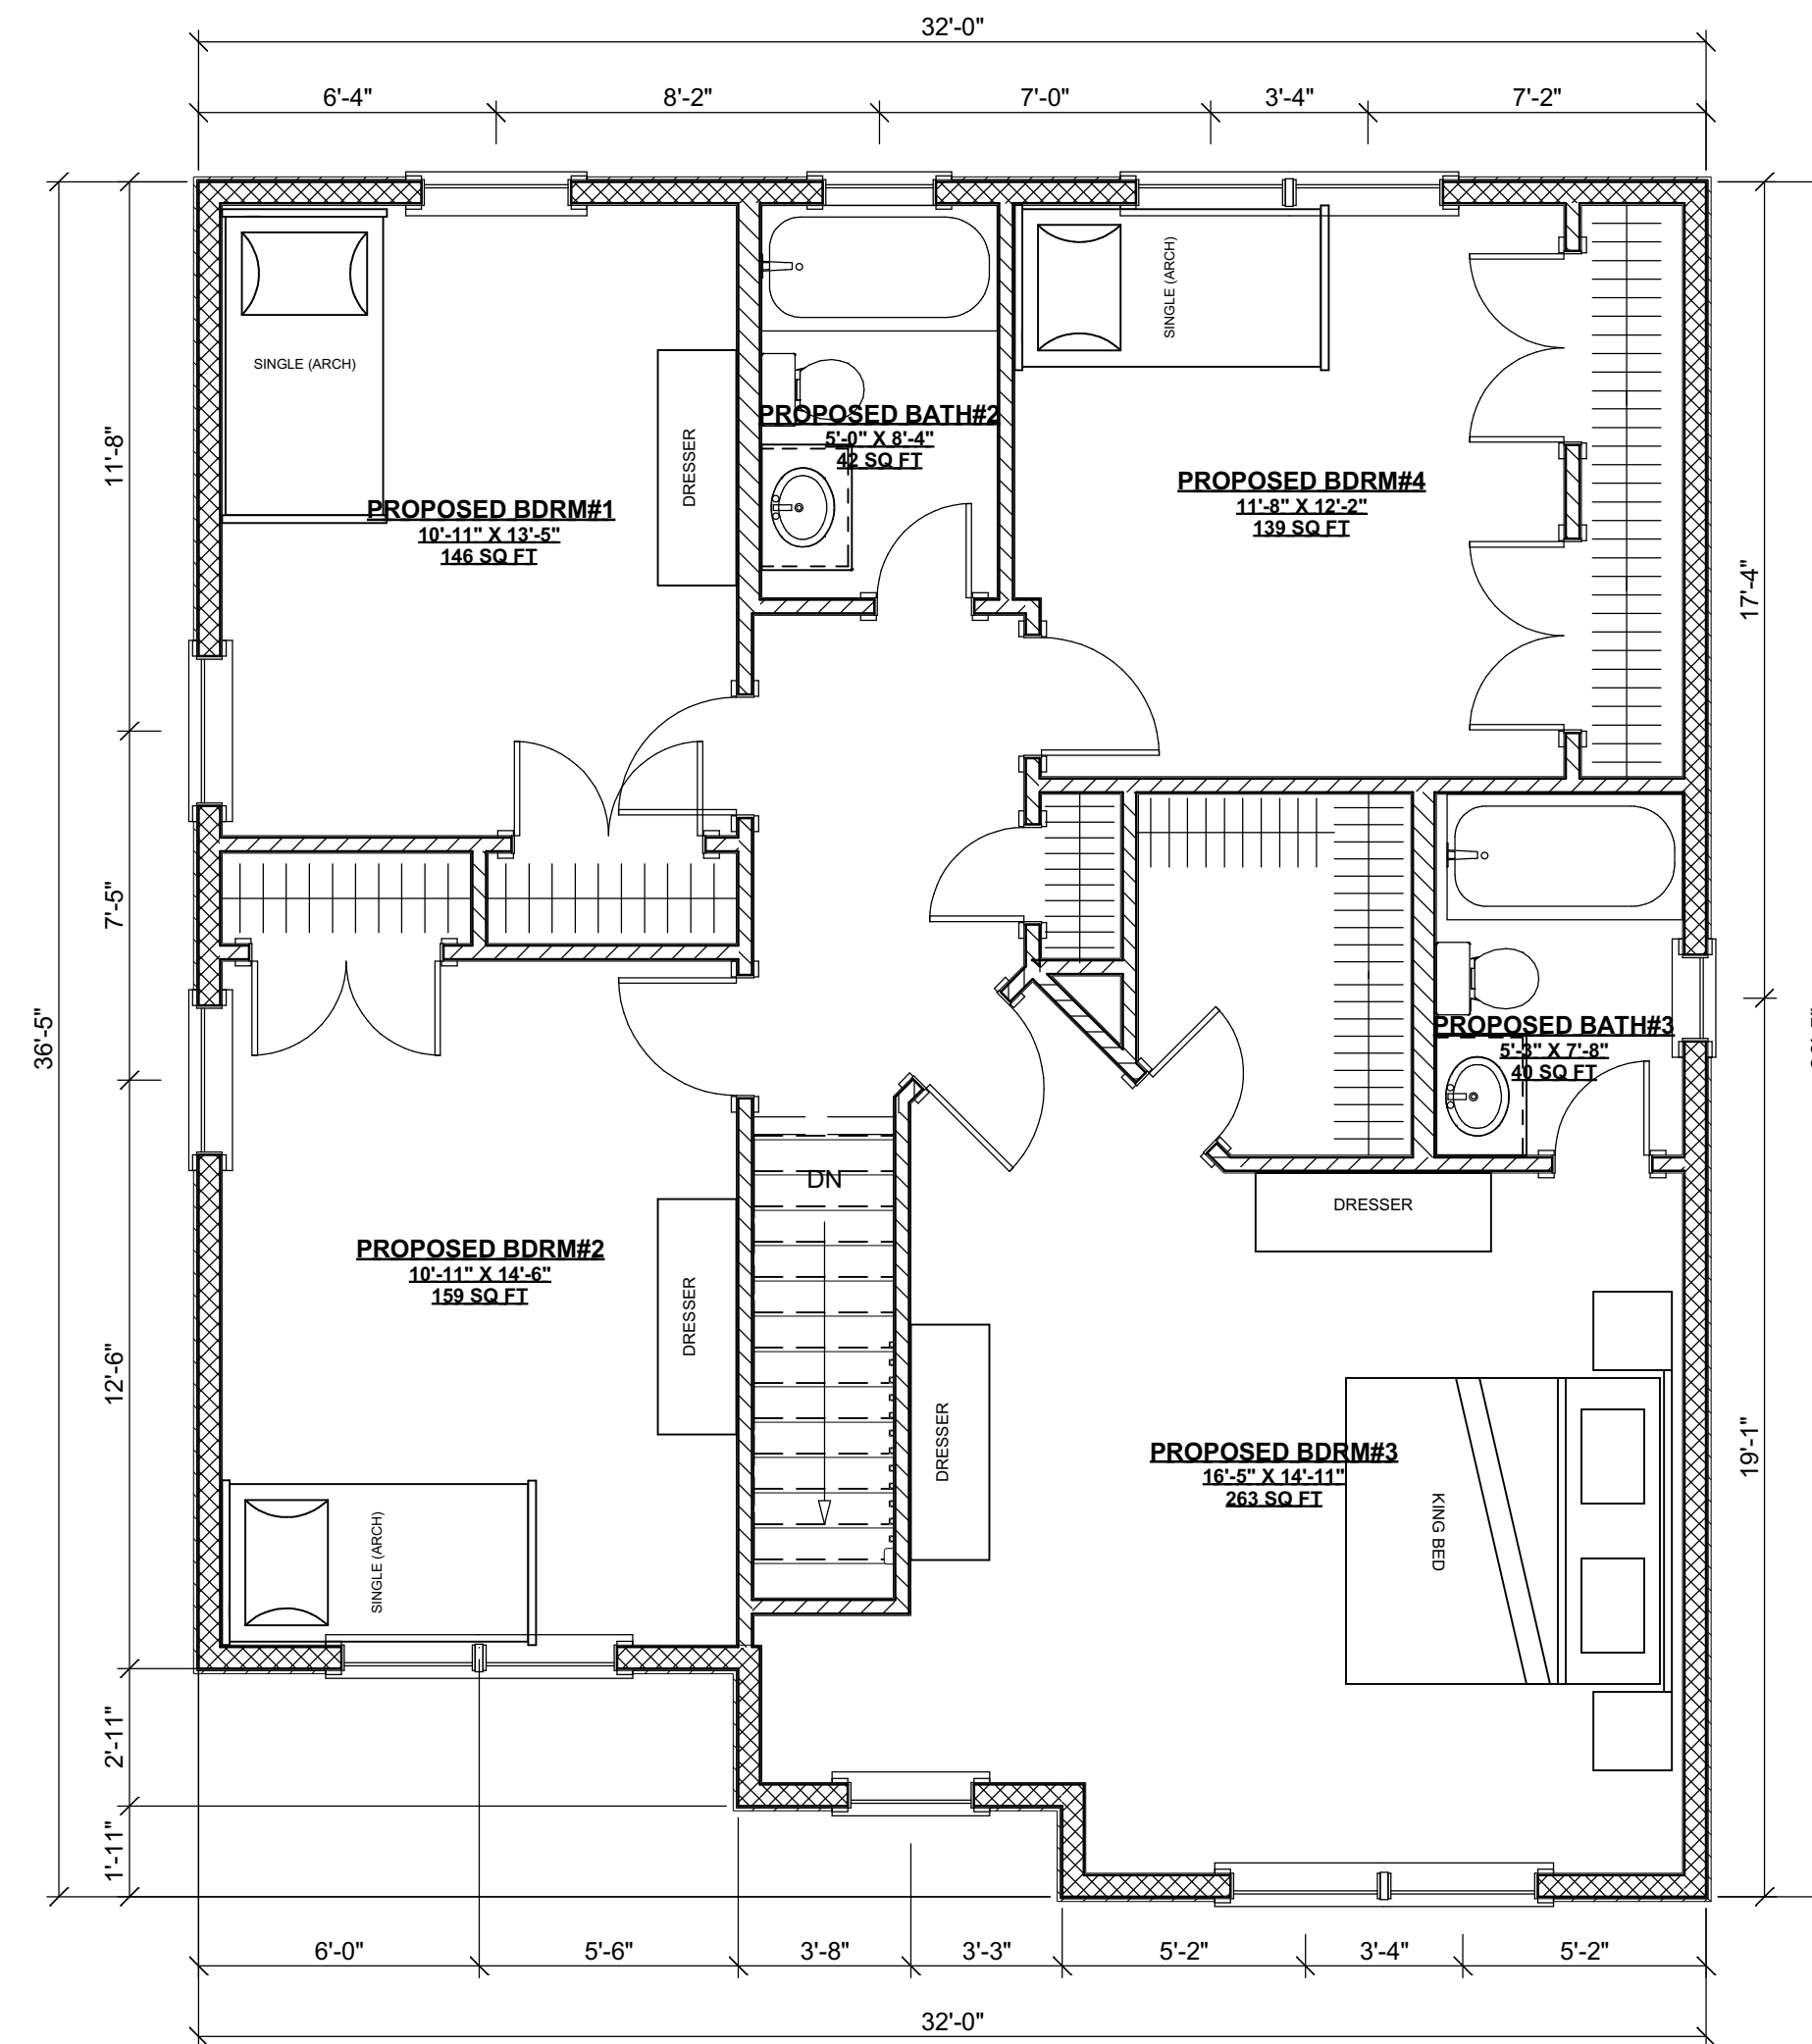 32'-0"
6'-4"
8'-2"
7'-0"
3'-4"
7'-2"
SINGLE (ARCH)
DRESSER
PROPOSED BDRM#1
10'-11" X 13'-5"
146 SQ FT
PROPOSED BATH#2
5'-0" X 8'-4"
42 SQ FT
SINGLE (ARCH)
PROPOSED BDRM#4
11'-8" X 12'-2"
139 SQ FT
11'-8"
7'-5"
36'-5"
12'-6"
2'-11"
1'-11"
17'-4"
19'-1"
PROPOSED BATH#3
5'-3" X 7'-8"
40 SQ FT
DN
DRESSER
PROPOSED BDRM#2
10'-11" X 14'-6"
159 SQ FT
DRESSER
SINGLE (ARCH)
DRESSER
PROPOSED BDRM#3
16'-5" X 14'-11"
263 SQ FT
KING BED
6'-0"
5'-6"
3'-8"
3'-3"
5'-2"
3'-4"
5'-2"
32'-0"